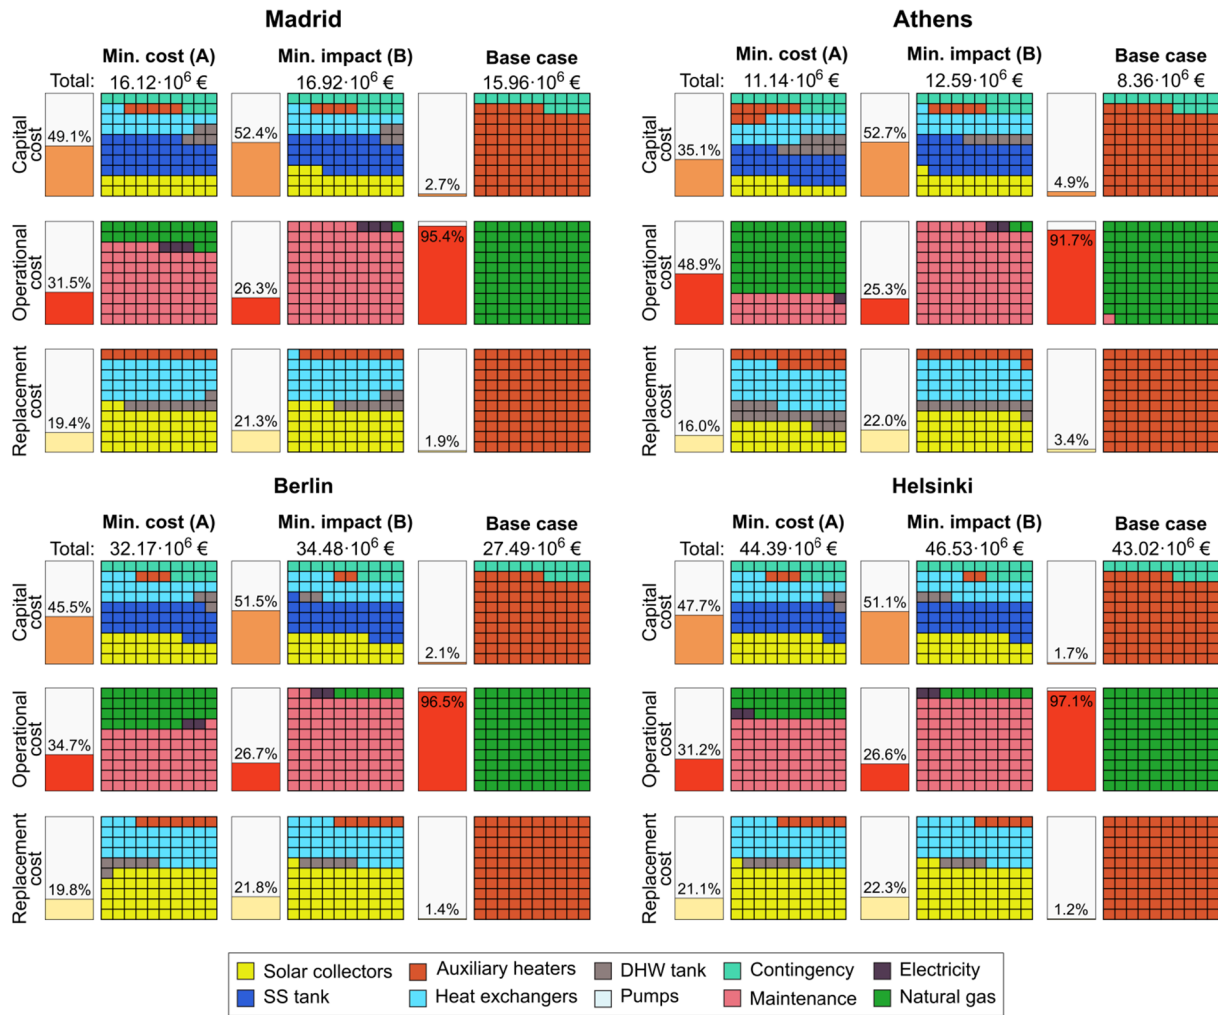 Madrid
Min. cost (A) Min. impact (B) Base case
Total: 16.12·10⁶ € 16.92·10⁶ € 15.96·10⁶ €
Capital cost
49.1% 52.4% 2.7%
Operational cost
31.5% 26.3% 95.4%
Replacement cost
19.4% 21.3% 1.9%
Athens
Min. cost (A) Min. impact (B) Base case
Total: 11.14·10⁶ € 12.59·10⁶ € 8.36·10⁶ €
Capital cost
35.1% 52.7% 4.9%
Operational cost
48.9% 25.3% 91.7%
Replacement cost
16.0% 22.0% 3.4%
Berlin
Min. cost (A) Min. impact (B) Base case
Total: 32.17·10⁶ € 34.48·10⁶ € 27.49·10⁶ €
Capital cost
45.5% 51.5% 2.1%
Operational cost
34.7% 26.7% 96.5%
Replacement cost
19.8% 21.8% 1.4%
Helsinki
Min. cost (A) Min. impact (B) Base case
Total: 44.39·10⁶ € 46.53·10⁶ € 43.02·10⁶ €
Capital cost
47.7% 51.1% 1.7%
Operational cost
31.2% 26.6% 97.1%
Replacement cost
21.1% 22.3% 1.2%
Solar collectors Auxiliary heaters DHW tank Contingency Electricity
SS tank Heat exchangers Pumps Maintenance Natural gas